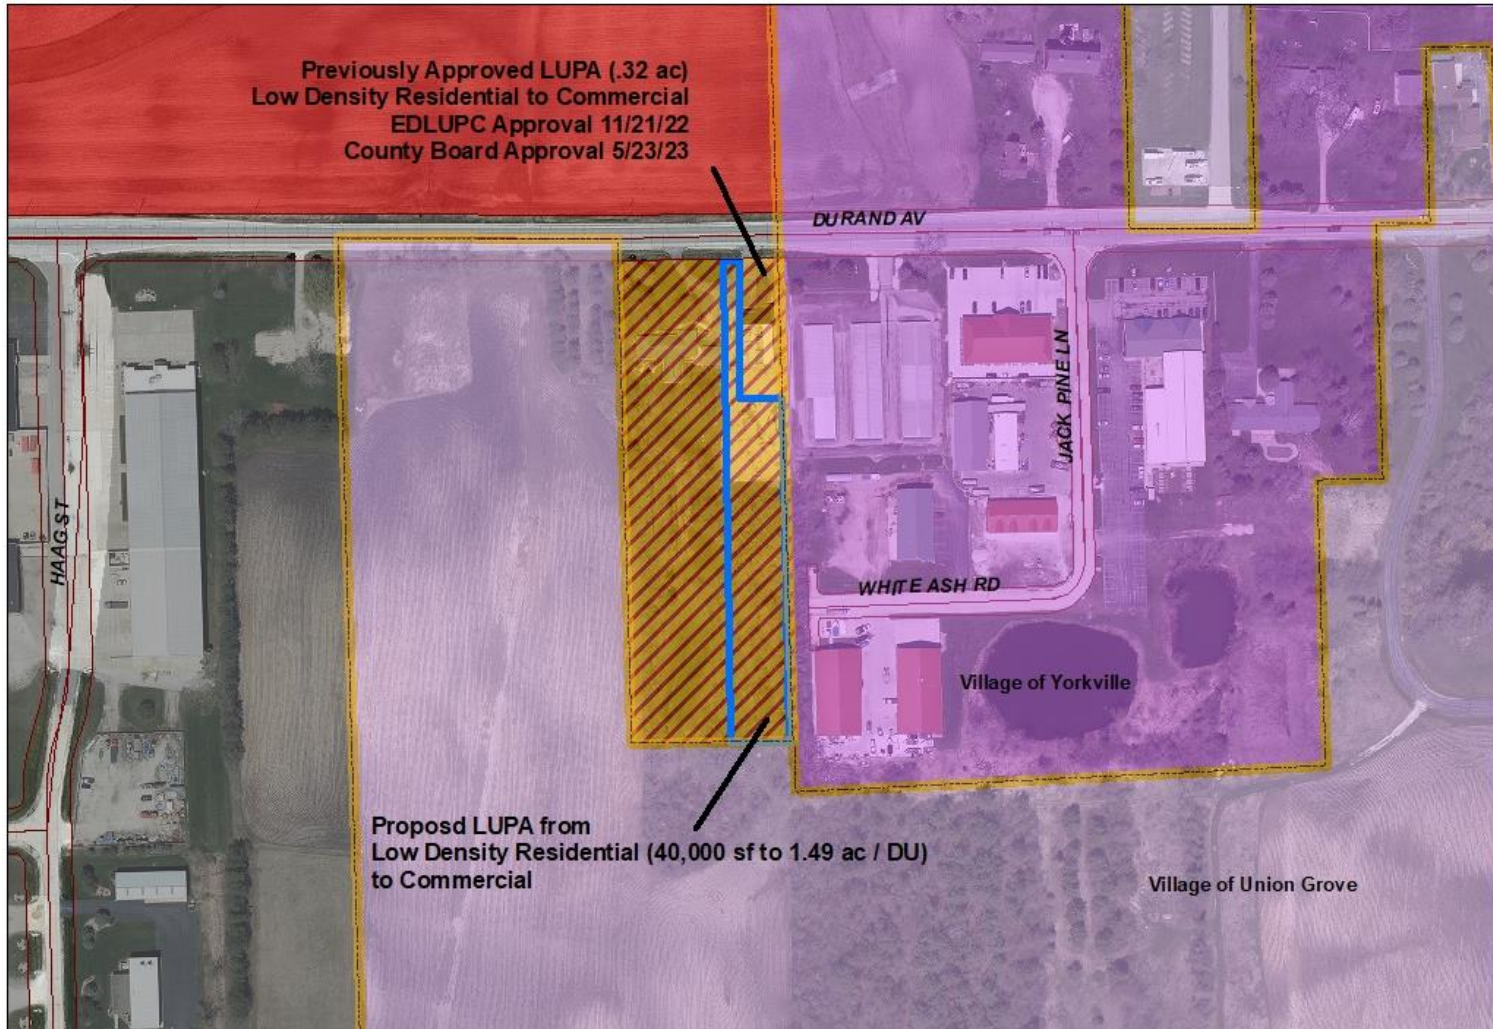 Previously Approved LUPA (.32 ac)
Low Density Residential to Commercial
EDLUPC Approval 11/21/22
County Board Approval 5/23/23
DURAND AV
JACK PINE LN
HAAG ST
WHITE ASH RD
Village of Yorkville
Proposd LUPA from
Low Density Residential (40,000 sf to 1.49 ac / DU)
to Commercial
Village of Union Grove